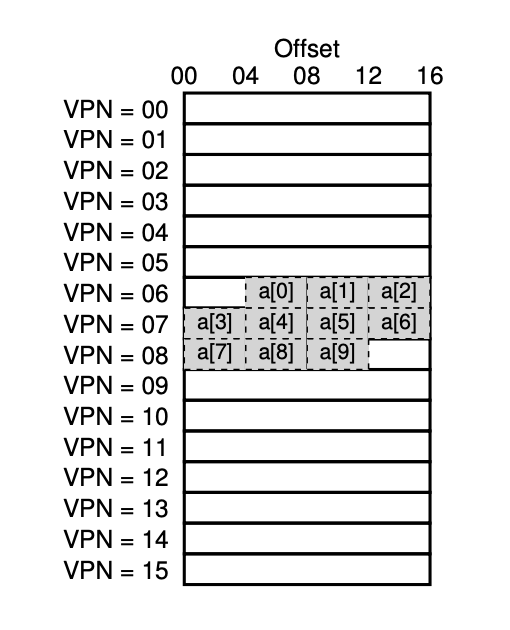 Offset
00 04 08 12 16
VPN = 00
VPN = 01
VPN = 02
VPN = 03
VPN = 04
VPN = 05
VPN = 06 a[0] a[1] a[2]
VPN = 07 a[3] a[4] a[5] a[6]
VPN = 08 a[7] a[8] a[9]
VPN = 09
VPN = 10
VPN = 11
VPN = 12
VPN = 13
VPN = 14
VPN = 15